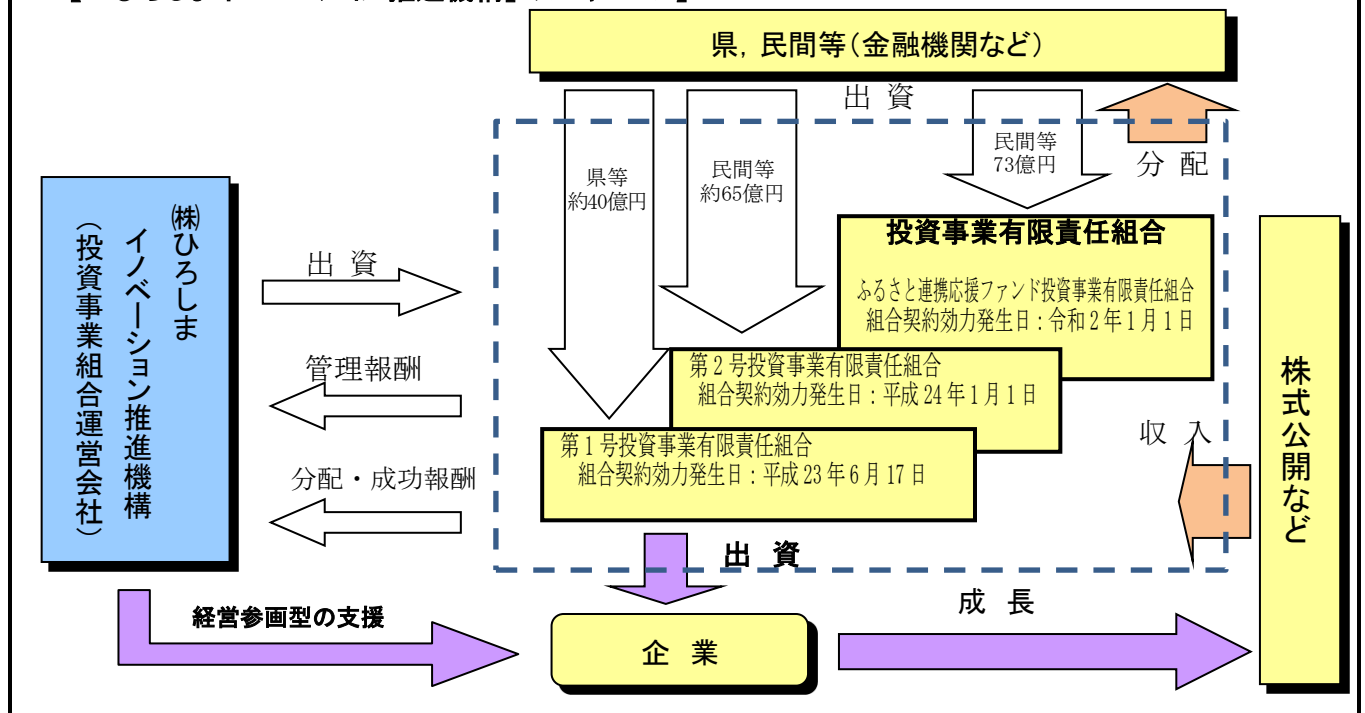 推進機構
県，民間等（金融機関など）
出 資
県等
約40億円
民間等
約65億円
民間等
73億円
分 配
㈱ひろしま
イノベーション推進機構
（投資事業組合運営会社）
出 資
管理報酬
分配・成功報酬
投資事業有限責任組合
ふるさと連携応援ファンド投資事業有限責任組合
組合契約効力発生日：令和２年１月１日
第２号投資事業有限責任組合
組合契約効力発生日：平成24年１月１日
第１号投資事業有限責任組合
組合契約効力発生日：平成23年６月17日
収 入
株式公開など
出 資
経営参画型の支援
企 業
成 長